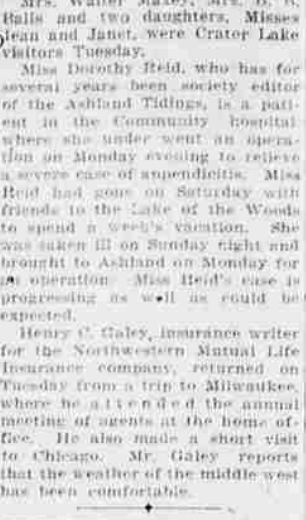 Mrs. Walter Maxey, Mrs. B. B.
Balls and two daughters, Misses
Jean and Janet, were Crater Lake
visitors Tuesday.
Miss Dorothy Reid, who has for
several years been society editor
of the Ashland Tidings, is a pati-
ent in the Community hospital
where she under went an opera-
tion on Monday evening to relieve
a severe case of appendicitis. Miss
Reid had gone on Saturday with
friends to the Lake of the Woods
to spend a week's vacation. She
was taken ill on Sunday night and
brought to Ashland on Monday for
an operation. Miss Reid's case is
progressing as well as could be
expected.
Henry C. Galey, insurance writer
for the Northwestern Mutual Life
Insurance company, returned on
Tuesday from a trip to Milwaukee,
where he attended the annual
meeting of agents at the home of-
fice. He also made a short visit
to Chicago. Mr. Galey reports
that the weather of the middle west
has been comfortable.